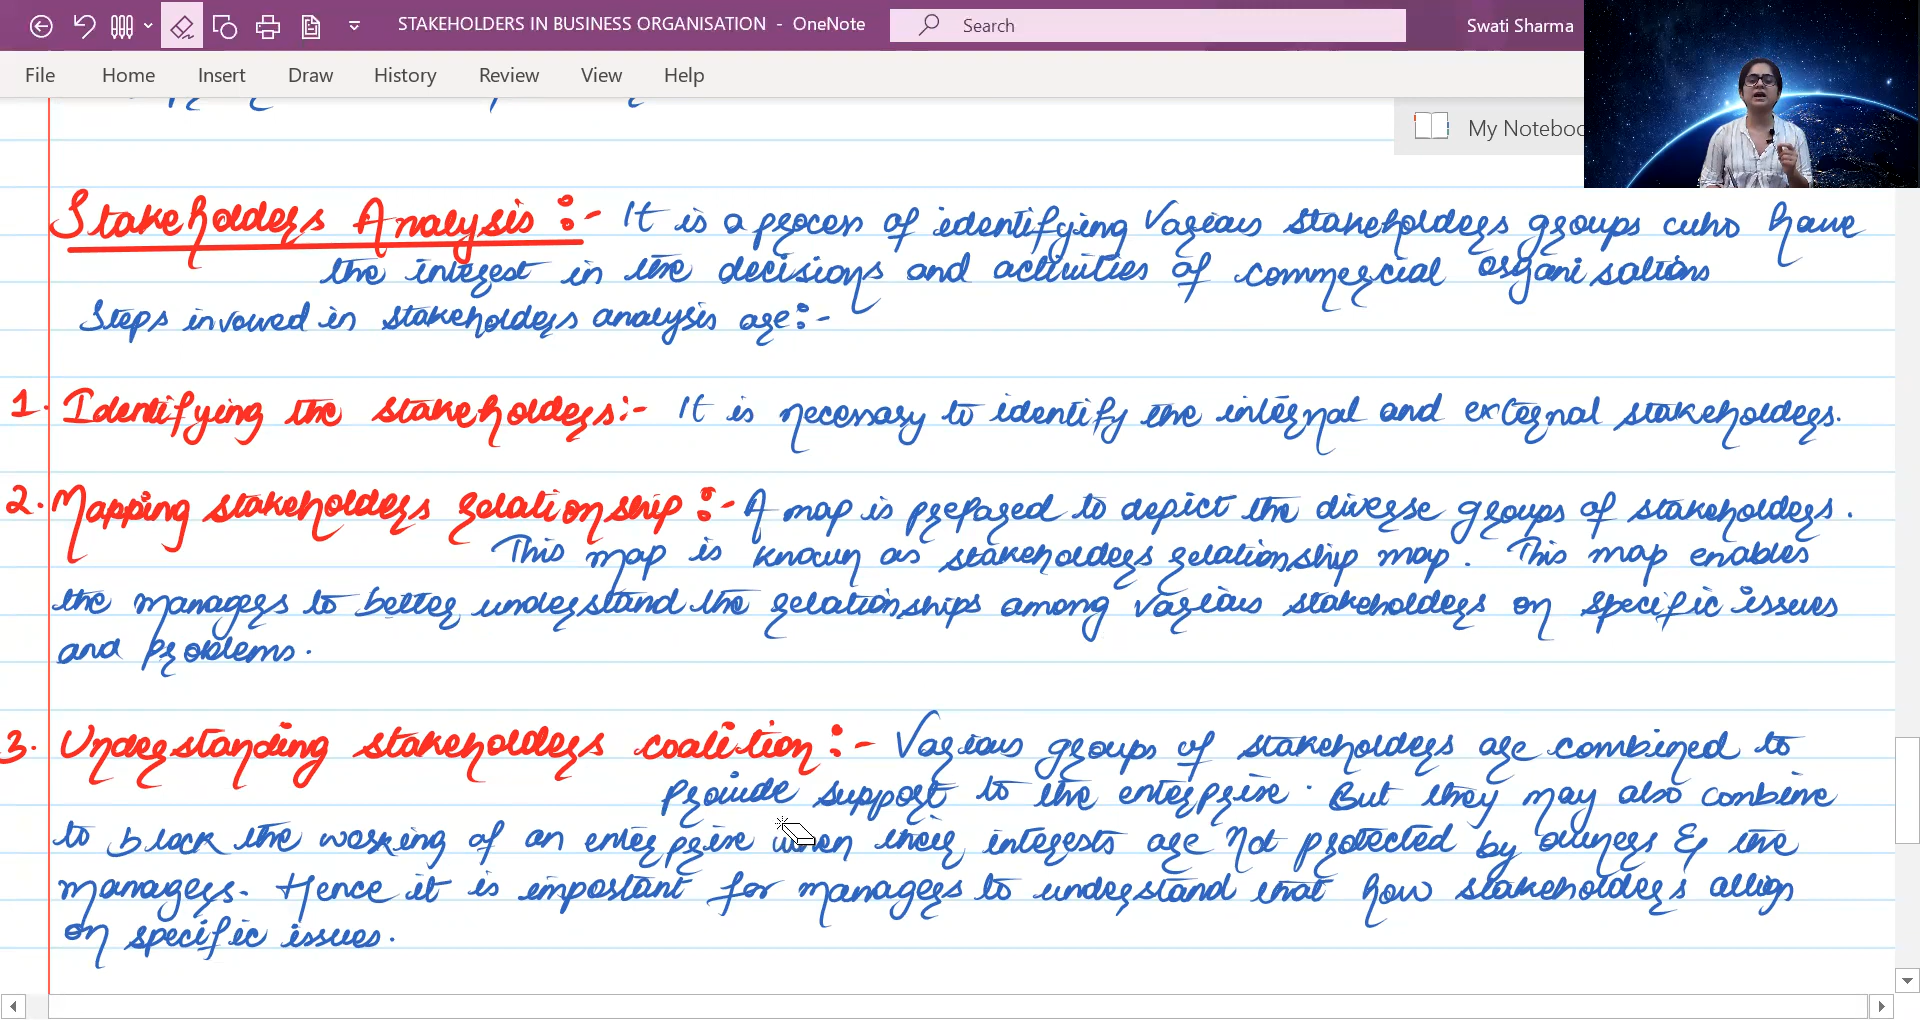 STAKEHOLDERS IN BUSINESS ORGANISATION - OneNote
Search
Swati Sharma
File Home Insert Draw History Review View Help
My Noteboo
Stakeholders Analysis :- It is a process of identifying various stakeholders groups who have
the interest in the decisions and activities of commercial organisations
Steps invowed in stakeholders analysis are:-
1. Identifying the stakeholders:- It is necessary to identify the internal and external stakeholders.
2. Mapping stakeholders relationship:- A map is prepared to depict the diverse groups of stakeholders.
This map is known as stakeholders relationship map. This map enables
the managers to better understand the relationships among various stakeholders on specific issues
and problems.
3. Understanding stakeholders coalition:- Various groups of stakeholders are combined to
provide support to the enterprise. But they may also combine
to block the working of an enterprise when their interests are not protected by owners & the
managers. Hence it is important for managers to understand that how stakeholders allign
on specific issues.